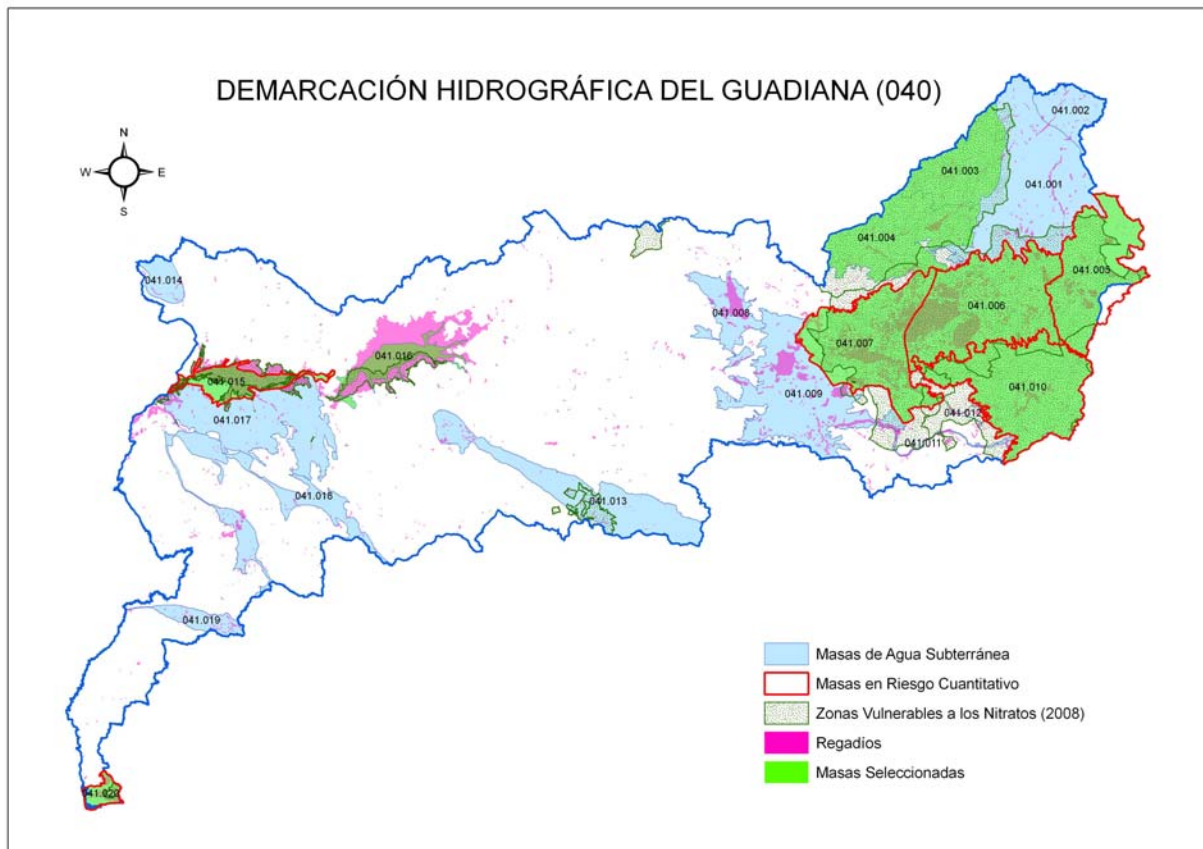 DEMARCACIÓN HIDROGRÁFICA DEL GUADIANA (040)
N
W
E
S
041.002
041.003
041.001
041.004
041.005
041.014
041.006
041.008
041.007
041.016
041.015
041.010
041.009
041.017
041.012
041.011
041.016
041.013
041.019
041.020
Masas de Agua Subterránea
Masas en Riesgo Cuantitativo
Zonas Vulnerables a los Nitratos (2008)
Regadíos
Masas Seleccionadas